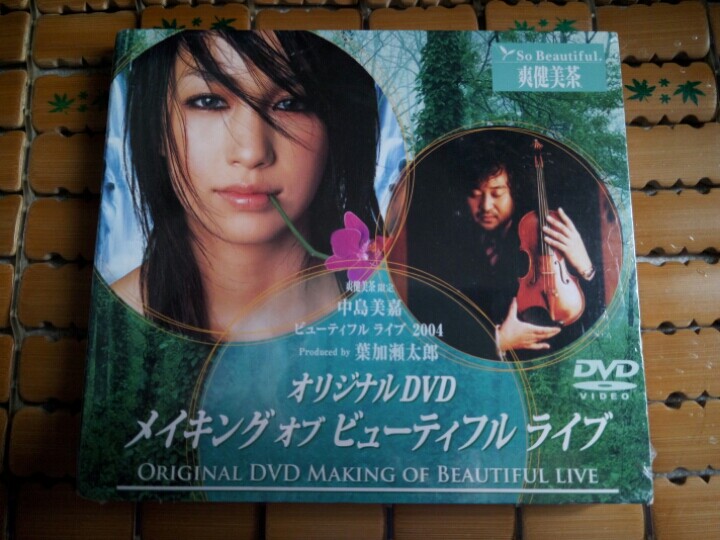 So Beautiful.
爽健美茶
爽健美茶 限定
中島美嘉
ビューティフル ライブ 2004
Produced by 葉加瀬太郎
オリジナルDVD
メイキング オブ ビューティフル ライブ
ORIGINAL DVD MAKING OF BEAUTIFUL LIVE
DVD
VIDEO